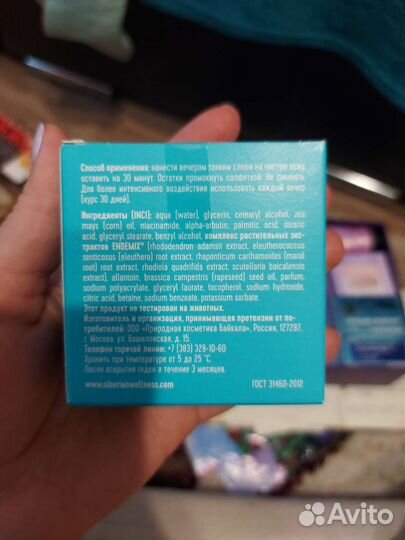 Способ применения: нанести вечером тонким слоем на чистую кожу,
оставить на 30 минут. Остатки промокнуть салфеткой. Не смывать.
Для более интенсивного воздействия использовать каждый вечер
(курс 30 дней).
Ингредиенты (INCI): aqua (water), glycerin, celearyl alcohol, zea
mays (corn) oil, niacinamide, alpha-arbutin, palmitic acid, stearic
acid, glyceryl stearate, benzyl alcohol, комплекс растительных экс-
трактов ENDEMIX™ (rhododendron adamsii extract, eleutherococcus
senticosus (eleuthero) root extract, rhaponticum carthamoides (maral
root) root extract, rhodiola quadrifida extract, scutellaria baicalensis
extract), allantoin, brassica campestris (rapeseed) seed oil, parfum,
sodium polyacrylate, glyceryl laurate, tocopherol, sodium hydroxide,
citric acid, betaine, sodium benzoate, potassium sorbate.
Этот продукт не тестировался на животных.
Изготовитель и организация, принимающая претензии от по-
требителей: ООО «Природная косметика Байкала», Россия, 127287,
г. Москва, ул. Башиловская, д. 15.
Телефон горячей линии: +7 (383) 328-10-60
Хранить при температуре от 5 до 25 °C.
После вскрытия годен в течение 3 месяцев.
www.siberianwellness.com
ГОСТ 31460-2012
Avito